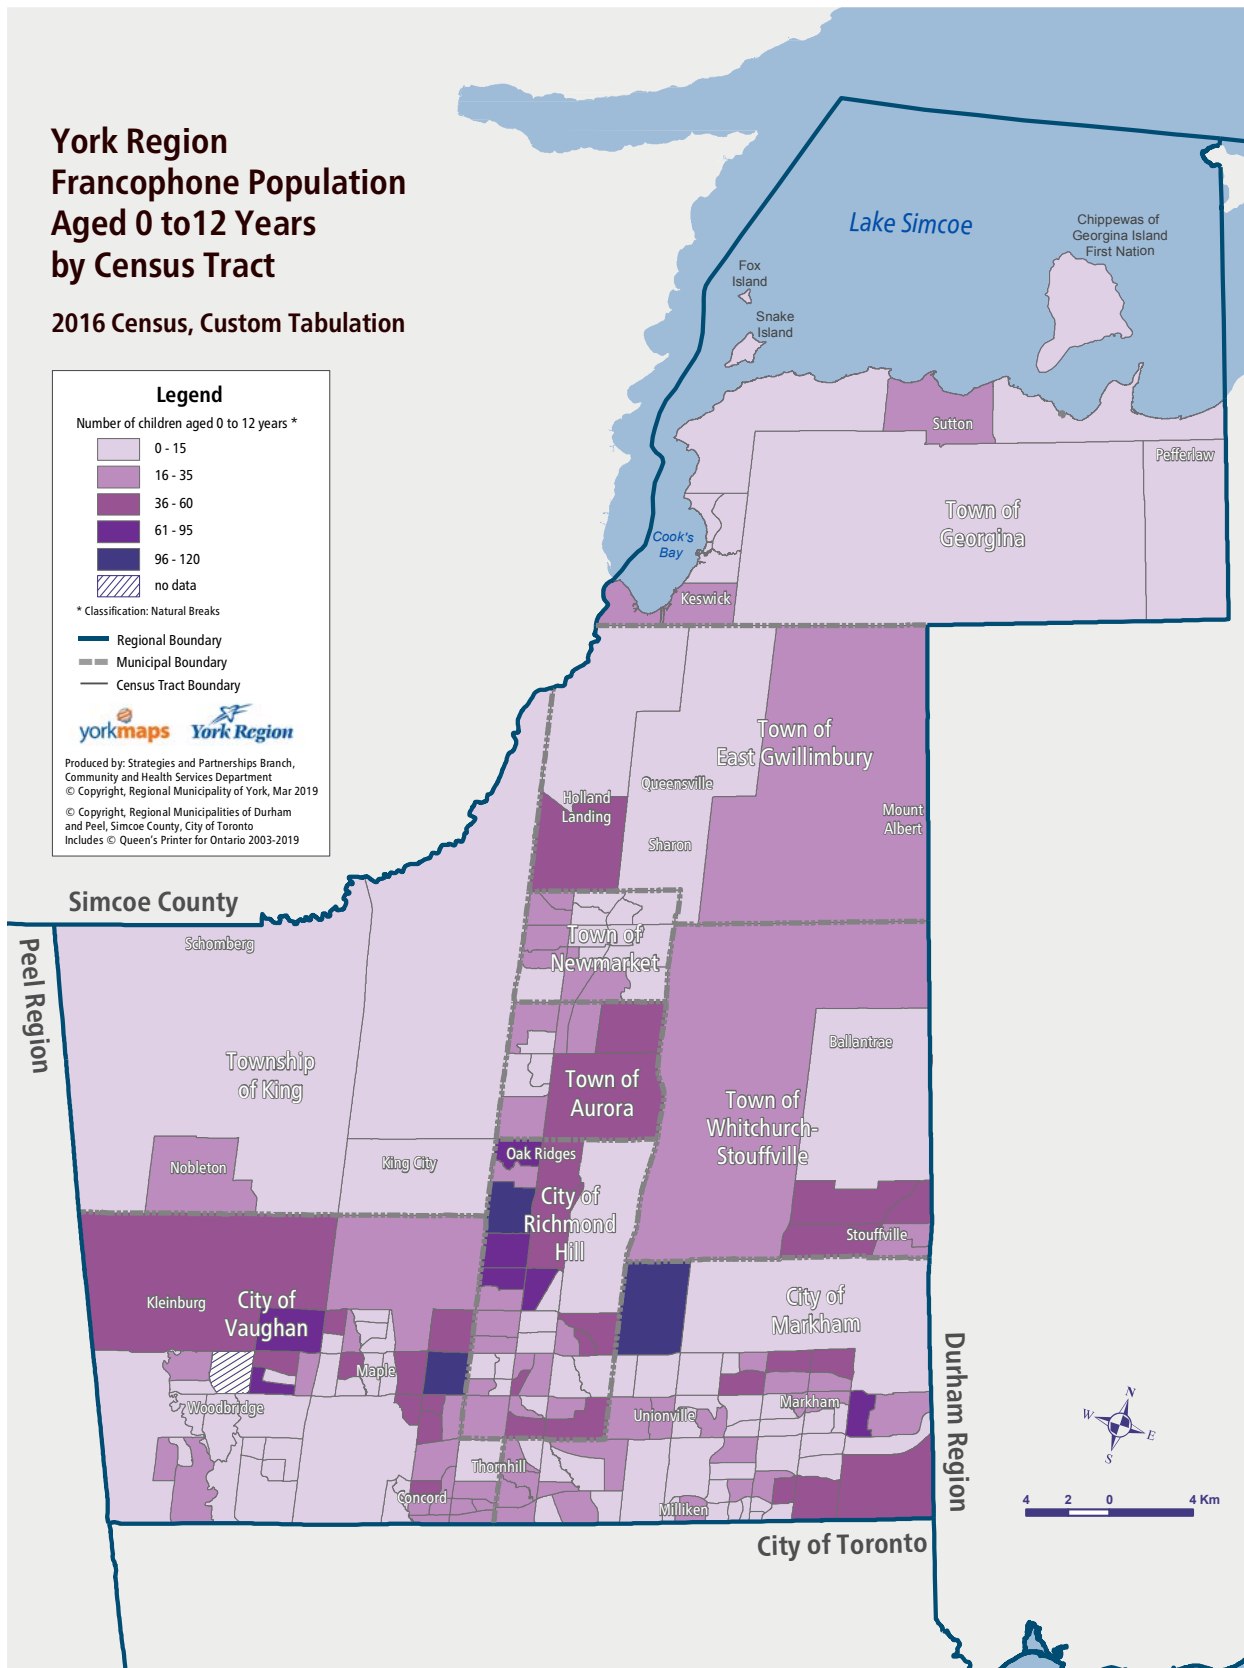 York Region
Francophone Population
Aged 0 to12 Years
by Census Tract
2016 Census, Custom Tabulation
Legend
Number of children aged 0 to 12 years *
0 - 15
16 - 35
36 - 60
61 - 95
96 - 120
no data
* Classification: Natural Breaks
Regional Boundary
Municipal Boundary
Census Tract Boundary
yorkmaps
York Region
Produced by: Strategies and Partnerships Branch,
Community and Health Services Department
© Copyright, Regional Municipality of York, Mar 2019
© Copyright, Regional Municipalities of Durham
and Peel, Simcoe County, City of Toronto
Includes © Queen's Printer for Ontario 2003-2019
Lake Simcoe
Chippewas of
Georgina Island
First Nation
Fox
Island
Snake
Island
Sutton
Pefferlaw
Town of
Georgina
Cook's
Bay
Keswick
Town of
East Gwillimbury
Queensville
Holland
Landing
Mount
Albert
Sharon
Simcoe County
Peel Region
Schomberg
Town of
Newmarket
Ballantrae
Township
of King
Town of
Aurora
Town of
Whitchurch-
Stouffville
Oak Ridges
King City
Nobleton
City of
Richmond
Hill
Stouffville
Kleinburg
City of
Vaughan
City of
Markham
Maple
Woodbridge
Unionville
Markham
Durham Region
Thornhill
Concord
Milliken
City of Toronto
N
W
E
S
4 2 0 4 Km